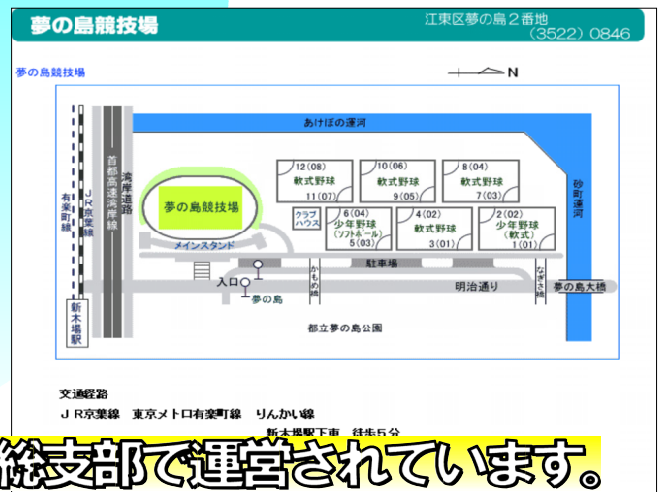 夢の島競技場
江東区夢の島2番地
(3522) 0846
夢の島競技場
N
あけぼの運河
12(08)
軟式野球
11(07)
10(06)
軟式野球
9(05)
8(04)
軟式野球
7(03)
砂町運河
有楽町線
JR京葉線
首都高速湾岸線
湾岸道路
夢の島競技場
メインスタンド
クラブ
ハウス
6(04)
少年野球
(ソフトボール)
5(03)
4(02)
軟式野球
3(01)
2(02)
少年野球
(軟式)
1(01)
駐車場
入口
夢の島
かもめ橋
明治通り
なぎさ橋
夢の島大橋
新木場駅
都立夢の島公園
交通経路
JR京葉線 東京メトロ有楽町線 りんかい線
新木場駅下車 徒歩5分
総支部で運営されています。